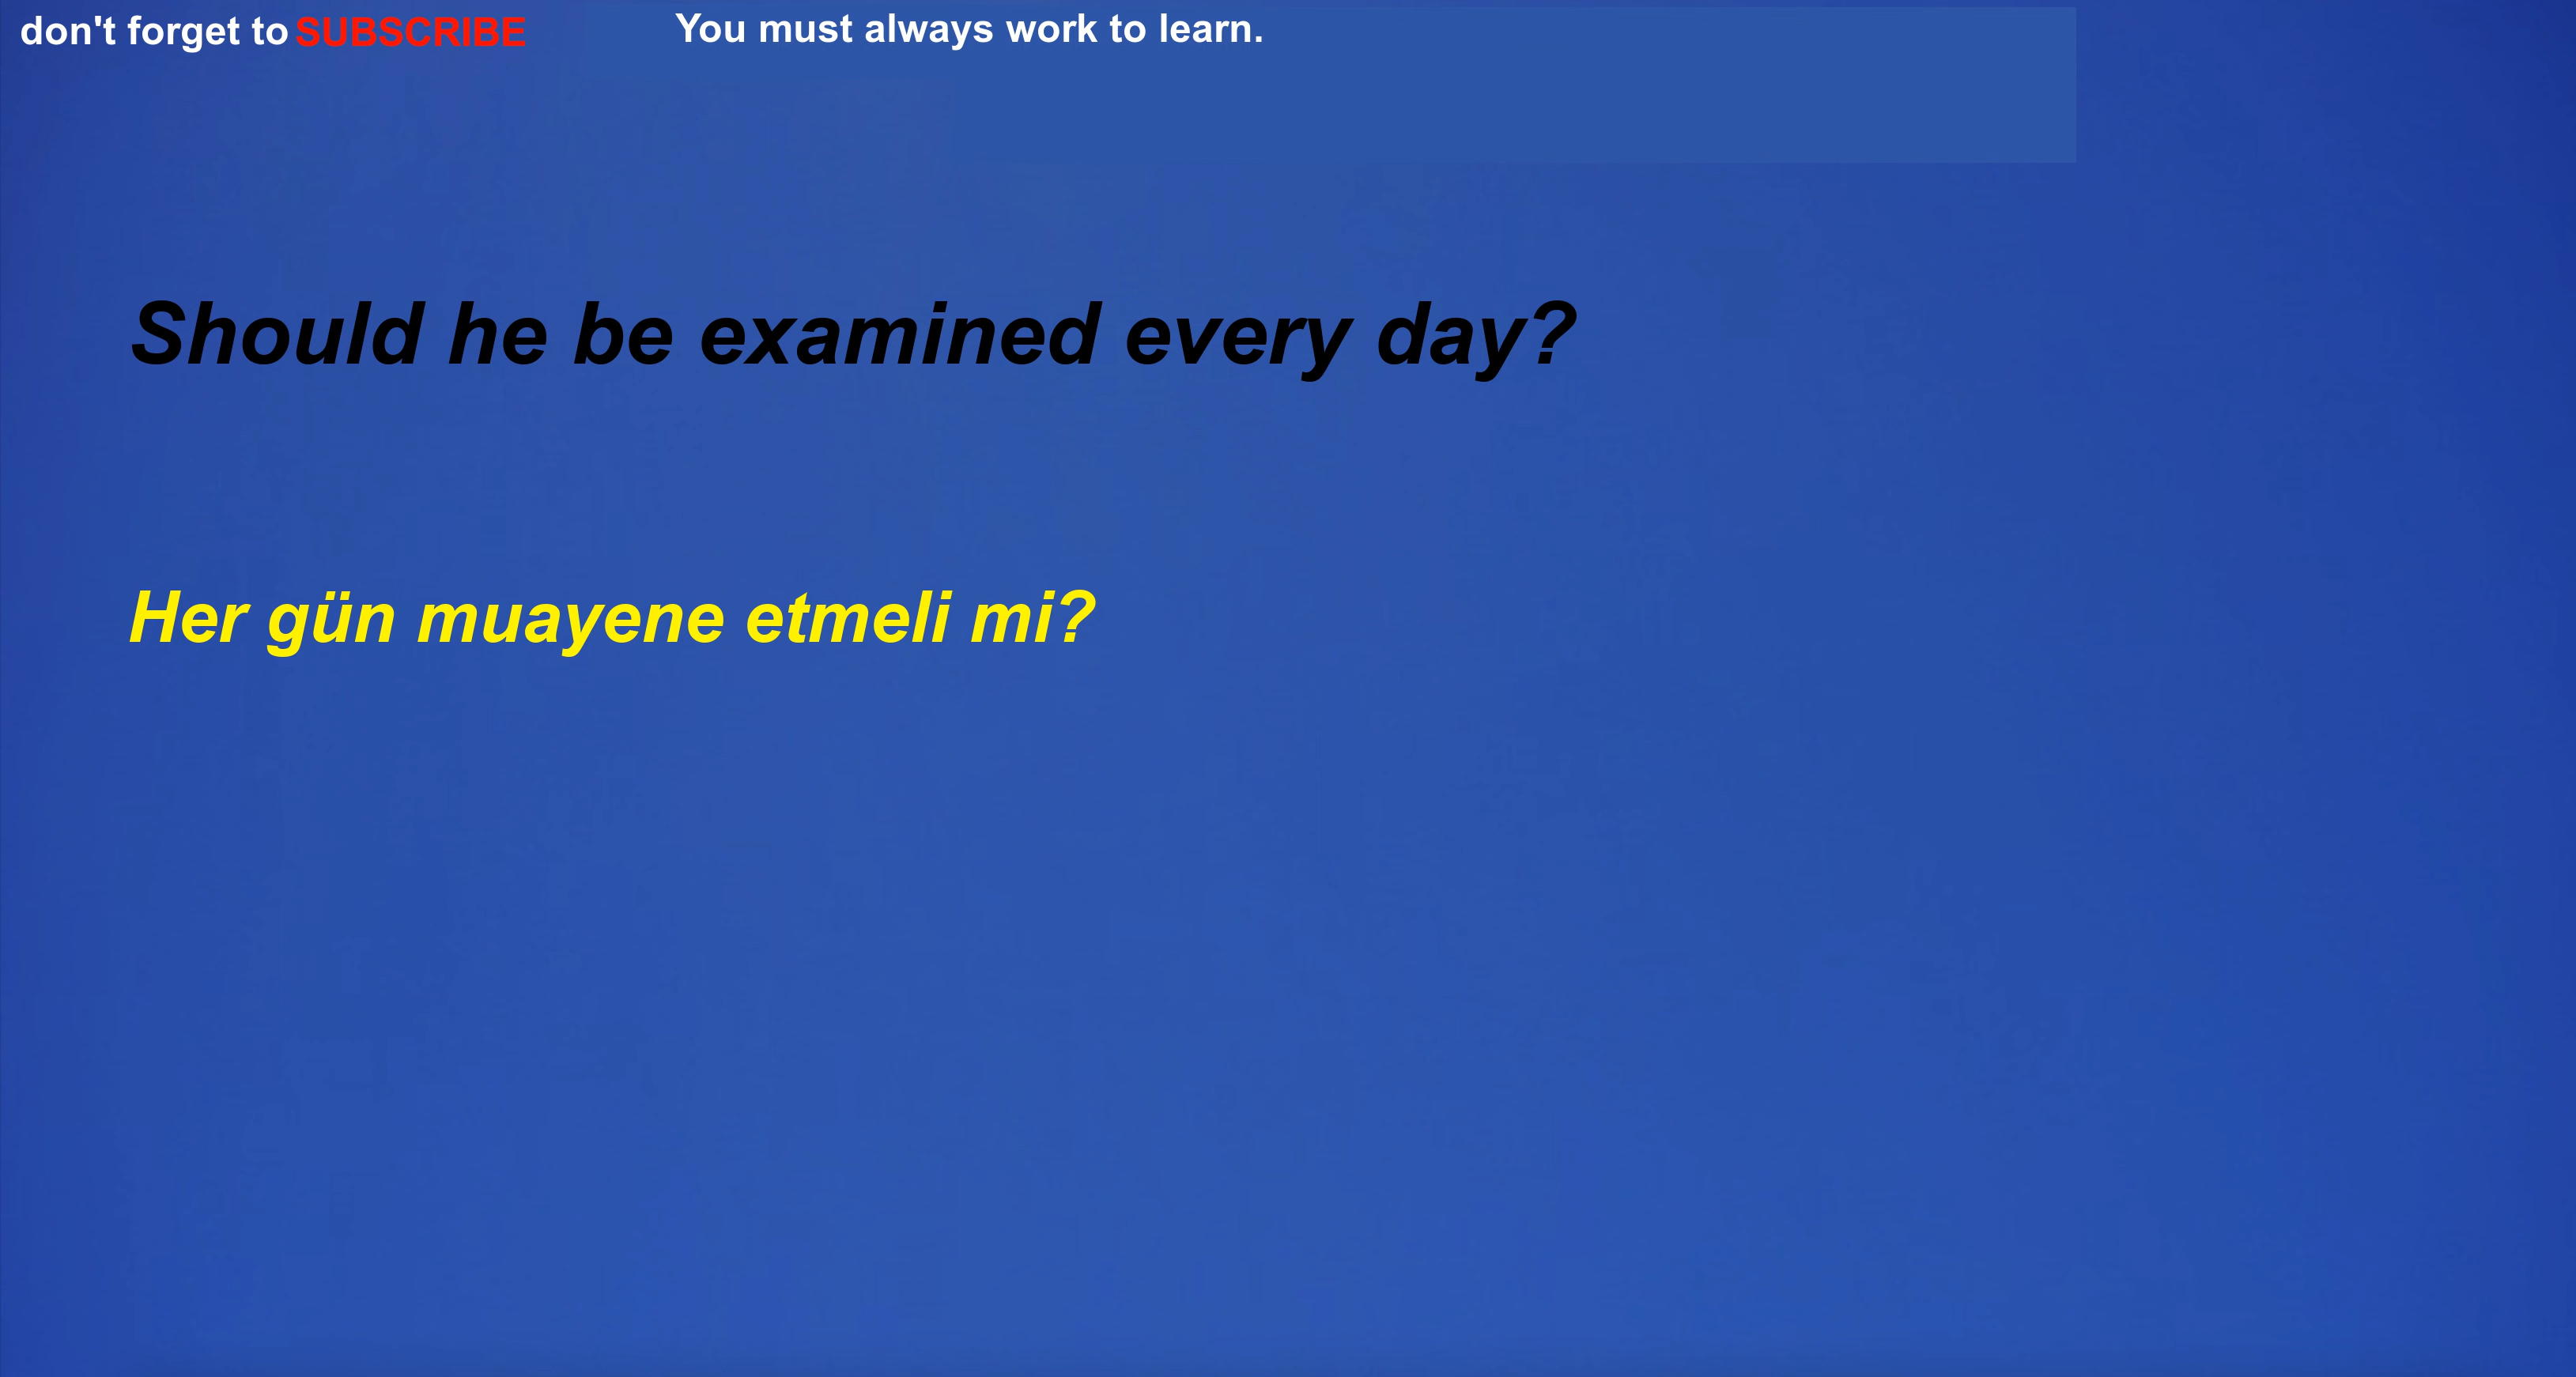 don't forget to SUBSCRIBE You must always work to learn.
Should he be examined every day?
Her gün muayene etmeli mi?